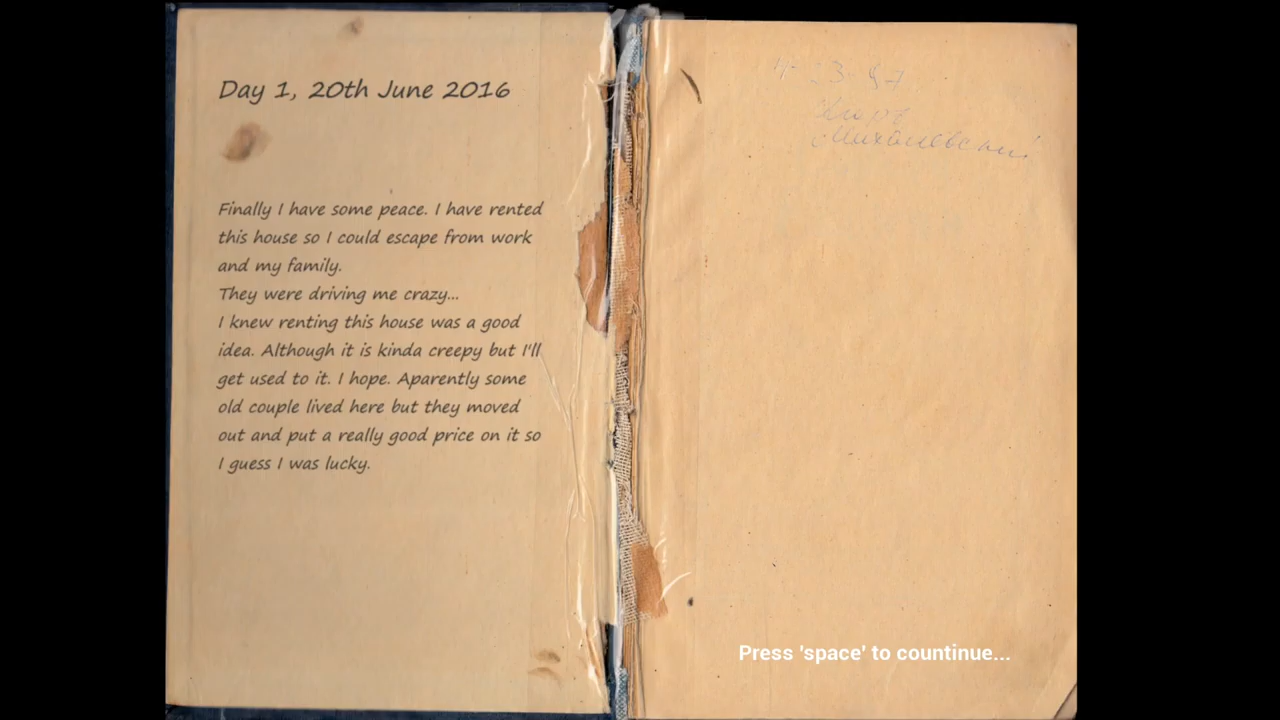 Day 1, 20th June 2016
Finally I have some peace. I have rented
this house so I could escape from work
and my family.
They were driving me crazy...
I knew renting this house was a good
idea. Although it is kinda creepy but I'll
get used to it. I hope. Aparently some
old couple lived here but they moved
out and put a really good price on it so
I guess I was lucky.
Press 'space' to countinue...